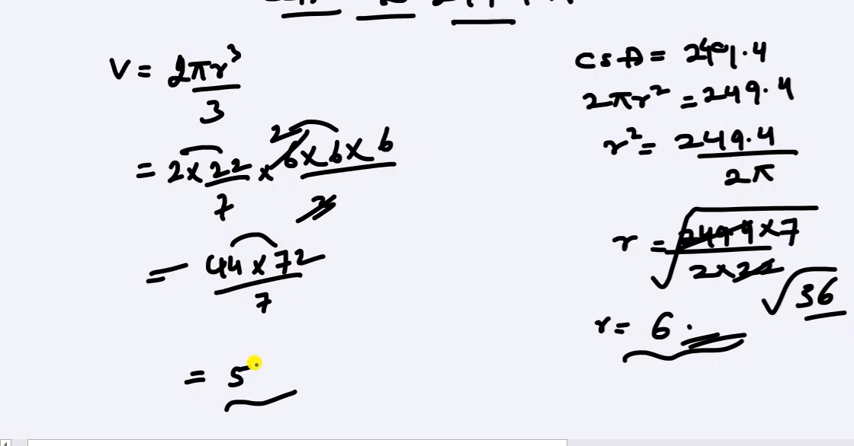 V = 2πr³/3
= 2×22/7 × 2 6×6×6/3
= 44×72/7
= 5
CSA = 249.4
2πr² = 249.4
r² = 249.4/2π
r = √249.4×7/2×22
√36
r = 6.